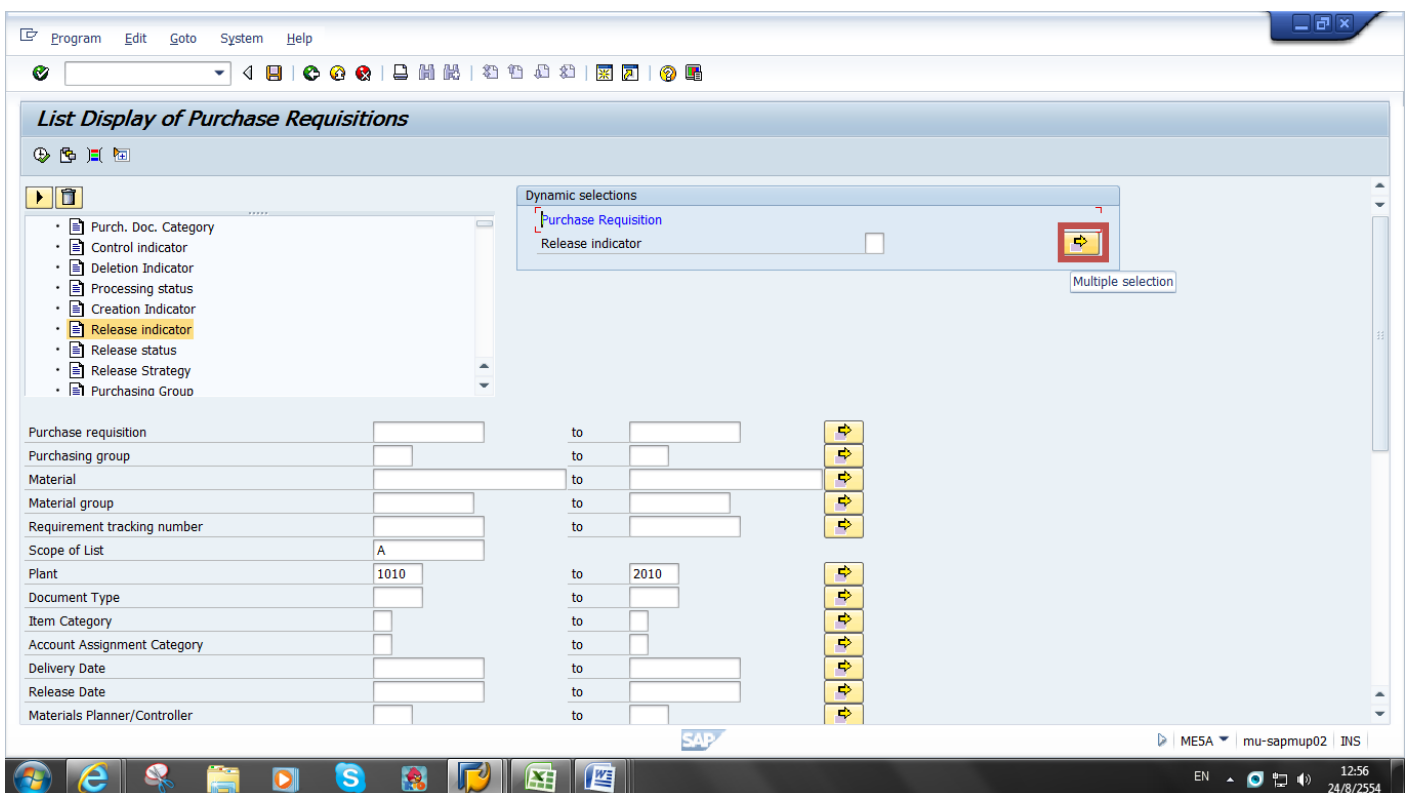 Program Edit Goto System Help
List Display of Purchase Requisitions
Dynamic selections
Purchase Requisition
Release indicator
Multiple selection
Purch. Doc. Category
Control indicator
Deletion Indicator
Processing status
Creation Indicator
Release indicator
Release status
Release Strategy
Purchasing Group
Purchase requisition to
Purchasing group to
Material to
Material group to
Requirement tracking number to
Scope of List A
Plant 1010 to 2010
Document Type to
Item Category to
Account Assignment Category to
Delivery Date to
Release Date to
Materials Planner/Controller to
SAP
ME5A mu-sapmup02 INS
EN 12:56
24/8/2554